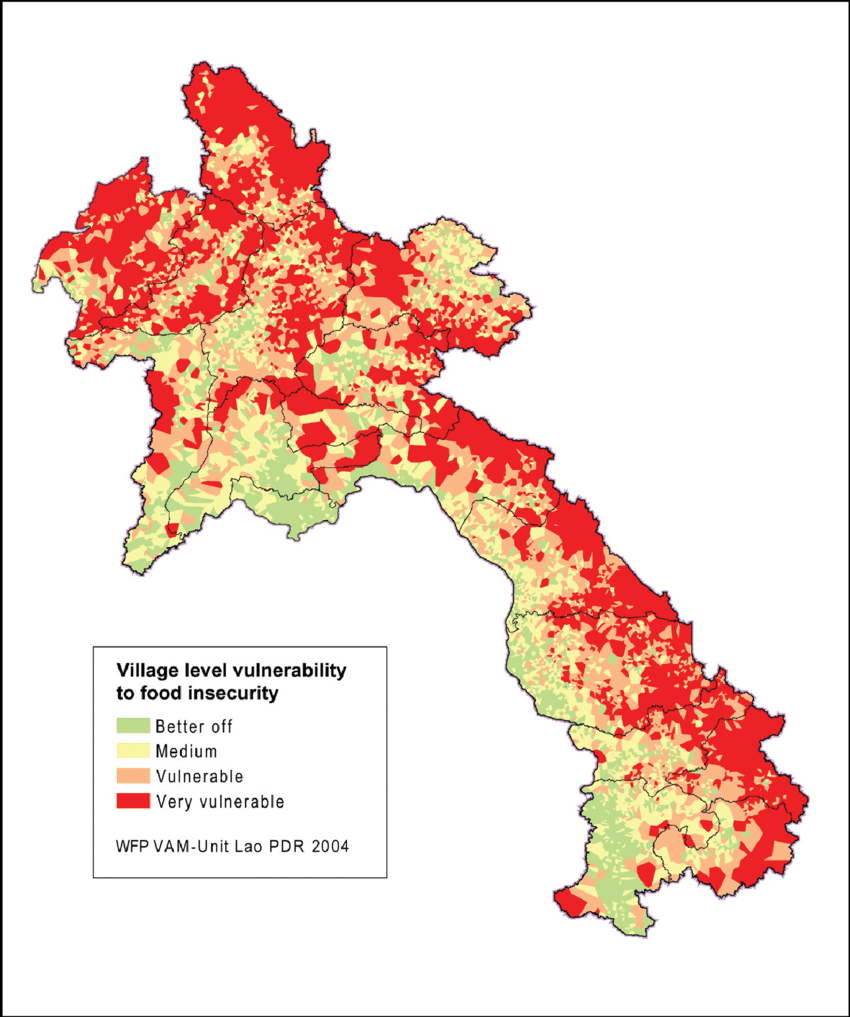 Village level vulnerability
to food insecurity
Better off
Medium
Vulnerable
Very vulnerable
WFP VAM-Unit Lao PDR 2004